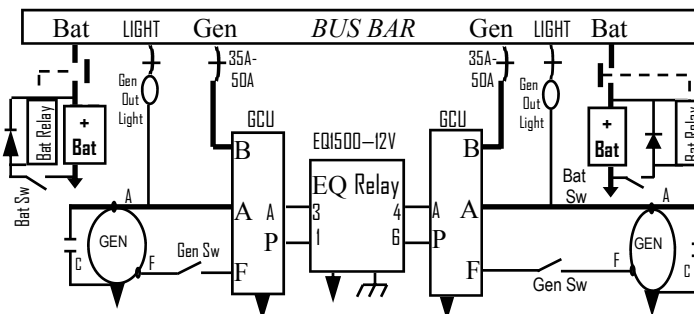 Bat LIGHT Gen BUS BAR Gen LIGHT Bat
35A-
50A
35A-
50A
Gen
Out
Light
Gen
Out
Light
GCU
EQ1500–12V
GCU
Bat Relay
+
Bat
+
Bat
Bat Relay
B
B
EQ Relay
Bat Sw
Bat
Sw
A
A A 3 4 A A
A
GEN
1 6
P P
GEN
C
Gen Sw
F F
F F
C
Gen Sw